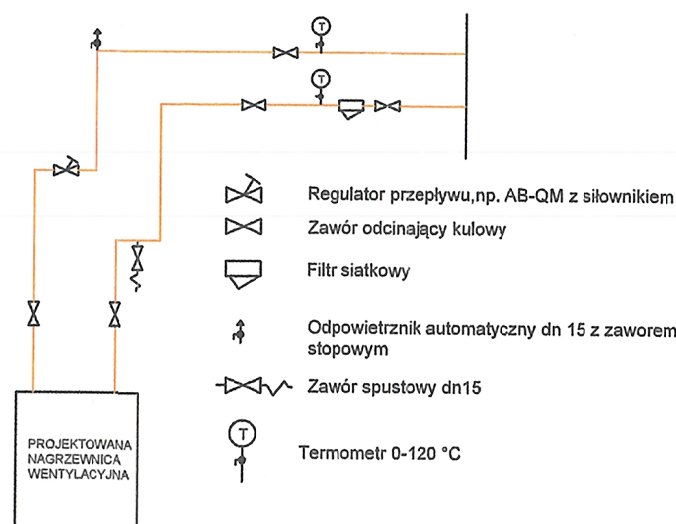 T
T
Regulator przepływu,np. AB-QM z siłownikiem
Zawór odcinający kulowy
Filtr siatkowy
Odpowietrznik automatyczny dn 15 z zaworem
stopowym
Zawór spustowy dn15
T
Termometr 0-120 °C
PROJEKTOWANA
NAGRZEWNICA
WENTYLACYJNA